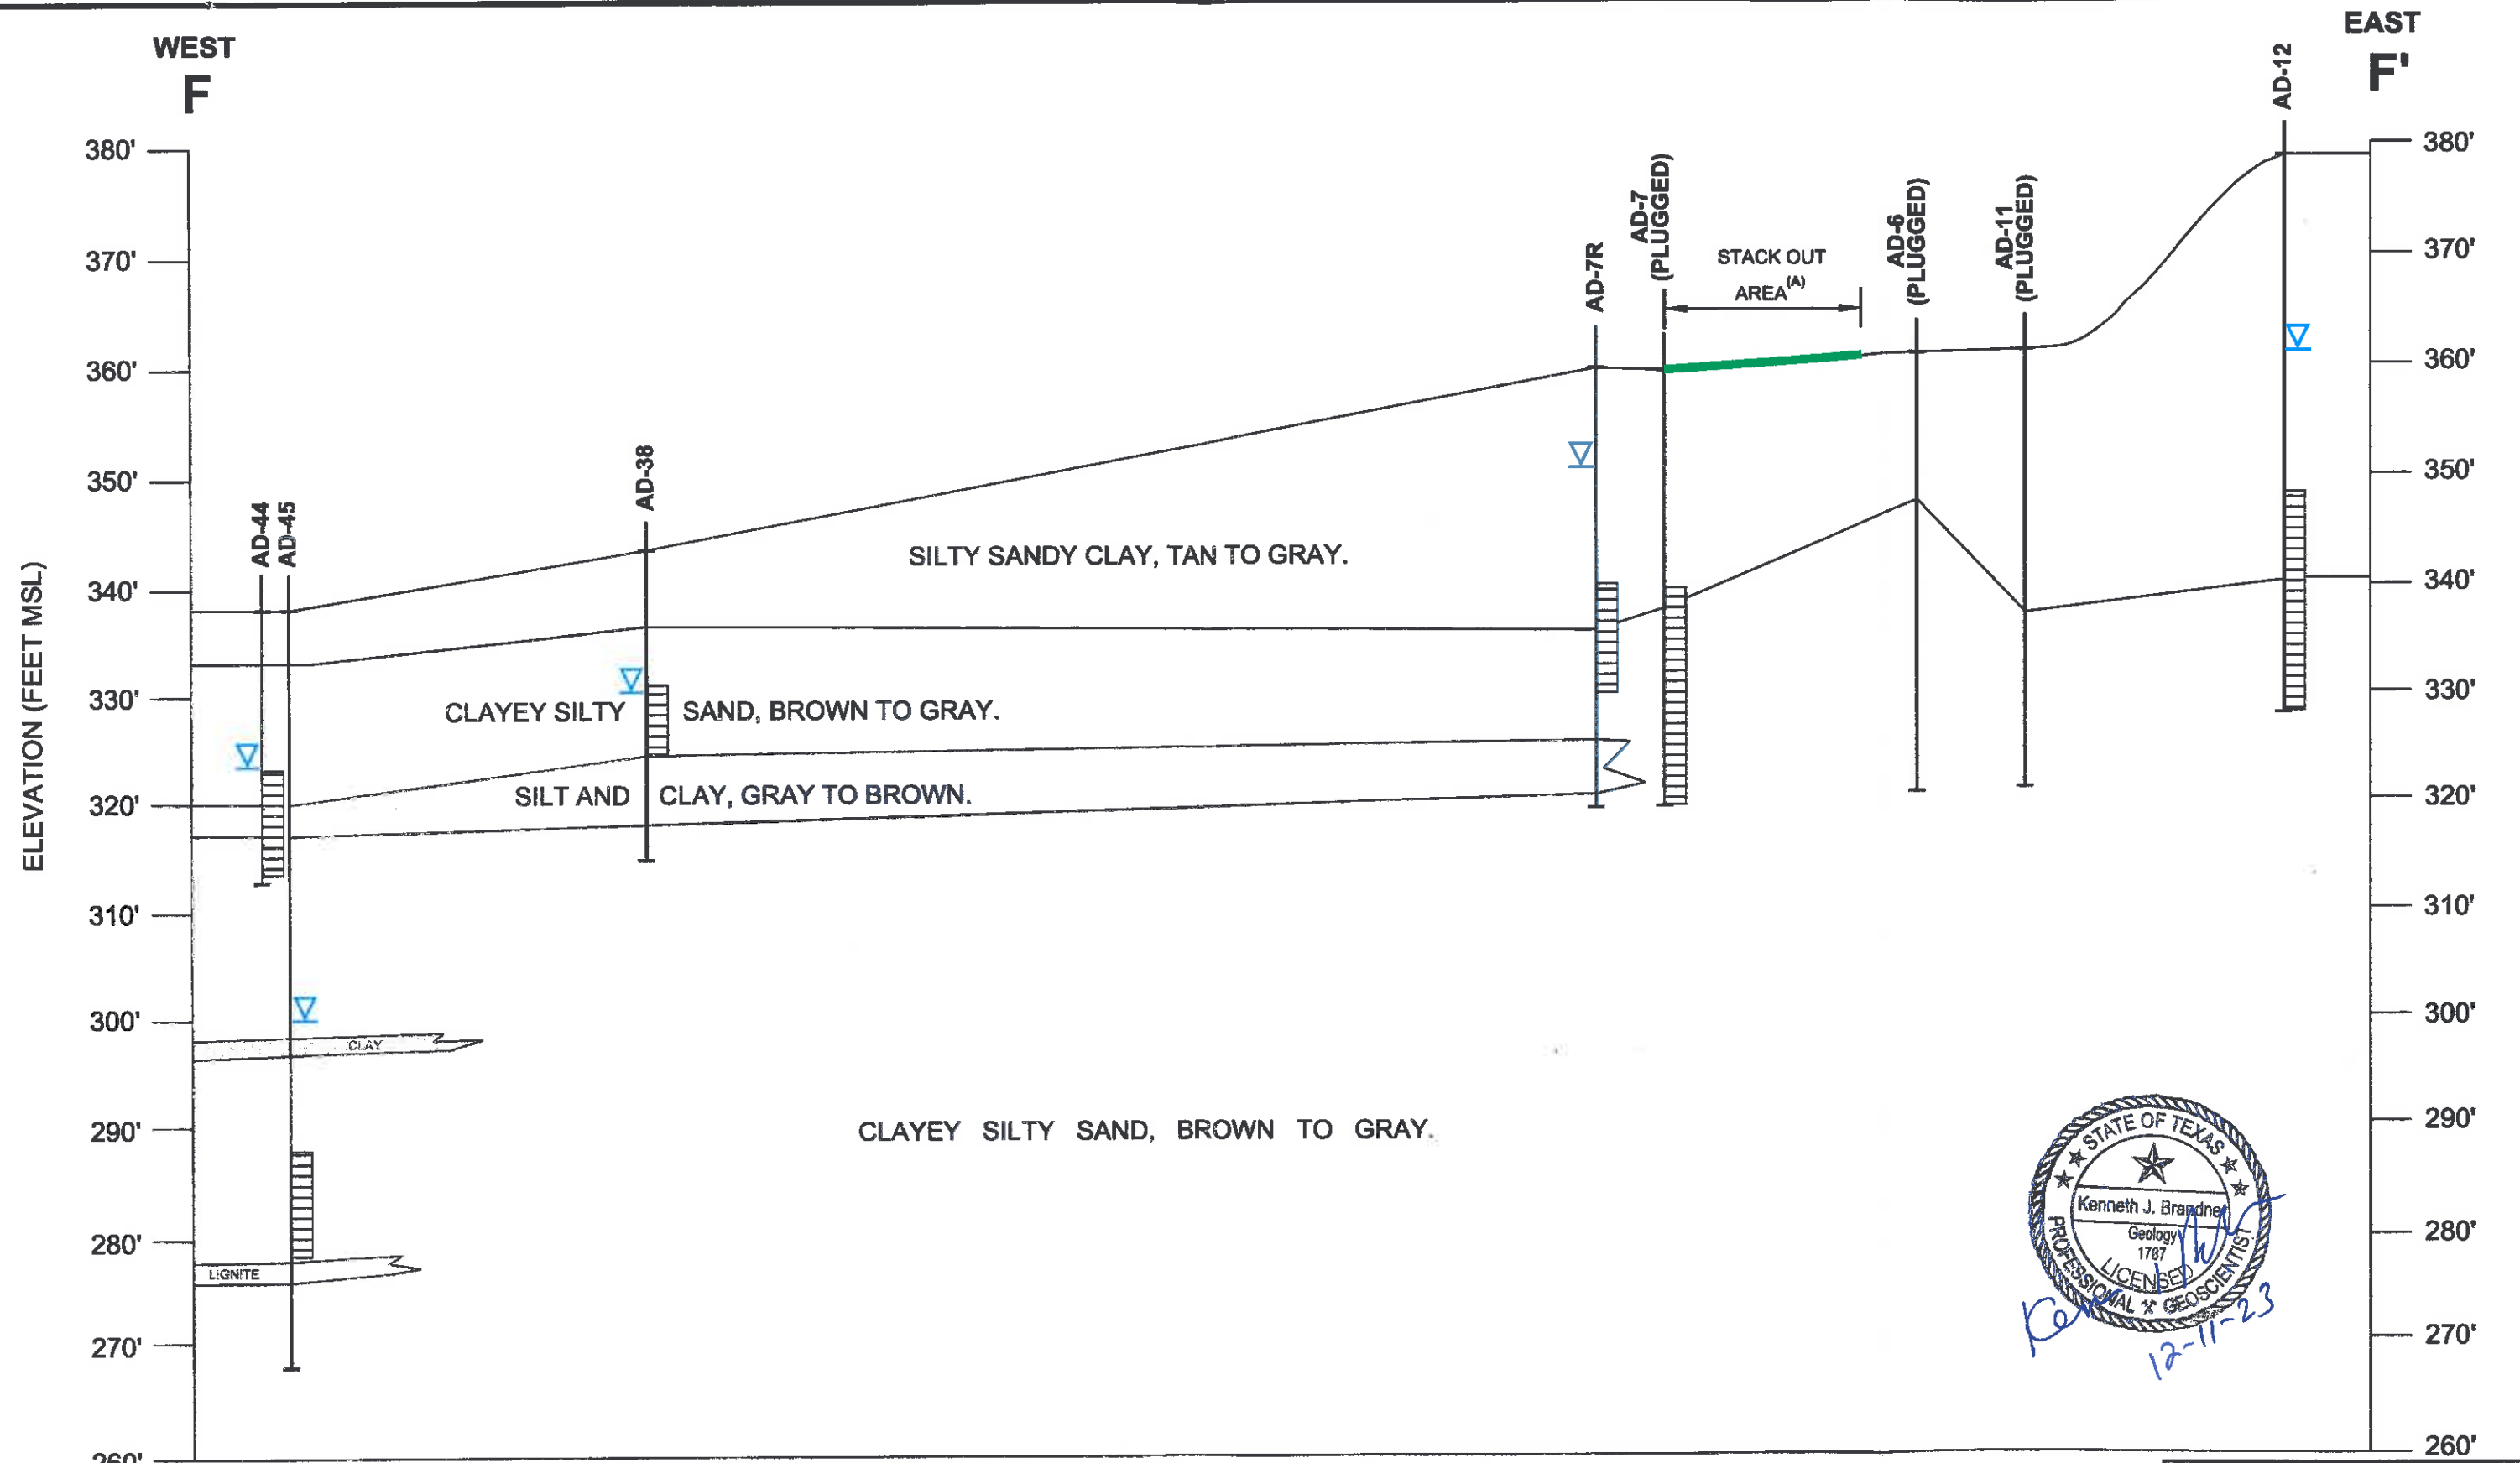 WEST
F
EAST
F'
ELEVATION (FEET MSL)
380'
370'
360'
350'
340'
330'
320'
310'
300'
290'
280'
270'
260'
AD-44
AD-45
AD-38
AD-7R
AD-7
(PLUGGED)
STACK OUT
AREA(A)
AD-6
(PLUGGED)
AD-11
(PLUGGED)
AD-12
SILTY SANDY CLAY, TAN TO GRAY.
CLAYEY SILTY SAND, BROWN TO GRAY.
SILT AND CLAY, GRAY TO BROWN.
CLAY
CLAYEY SILTY SAND, BROWN TO GRAY.
LIGNITE
380'
370'
360'
350'
340'
330'
320'
310'
300'
290'
280'
270'
260'
STATE OF TEXAS
Kenneth J. Brandner
Geology
1787
LICENSED
PROFESSIONAL GEOSCIENTIST
12-11-23